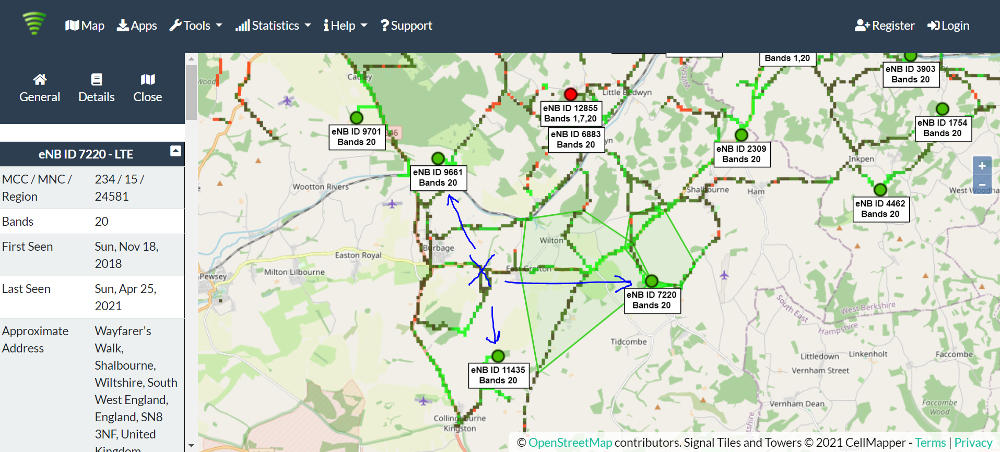 Map Apps Tools Statistics Help Support Register Login
General Details Close
eNB ID 7220 - LTE
MCC / MNC / Region 234 / 15 / 24581
Bands 20
First Seen Sun, Nov 18, 2018
Last Seen Sun, Apr 25, 2021
Approximate Address Wayfarer's Walk, Shalbourne, Wiltshire, South West England, England, SN8 3NF, United Kingdom
Woods
Cadley
346
eNB ID 9701
Bands 20
eNB ID 9661
Bands 20
Little Bedwyn
eNB ID 12855
Bands 1,7,20
eNB ID 6883
Bands 20
yn
Wiltshire
Bands 1,20
eNB ID 3903
Bands 20
eNB ID 1754
Bands 20
eNB ID 2309
Bands 20
Inkpen
+
−
Wootton Rivers
Shalbourne
Ham
West Woodha
eNB ID 4462
Bands 20
Burbage
Wilton
Easton Royal
Milton Lilbourne
Pewsey
East Grafton
eNB ID 7220
Bands 20
South East
West Berkshire
Hampshire
Tidcombe
Littledown
Linkenholt
Faccombe
Vernham Street
eNB ID 11435
Bands 20
Vernham Dean
Faccombe
Wood
Collingbourne
Kingston
© OpenStreetMap contributors. Signal Tiles and Towers © 2021 CellMapper - Terms | Privacy